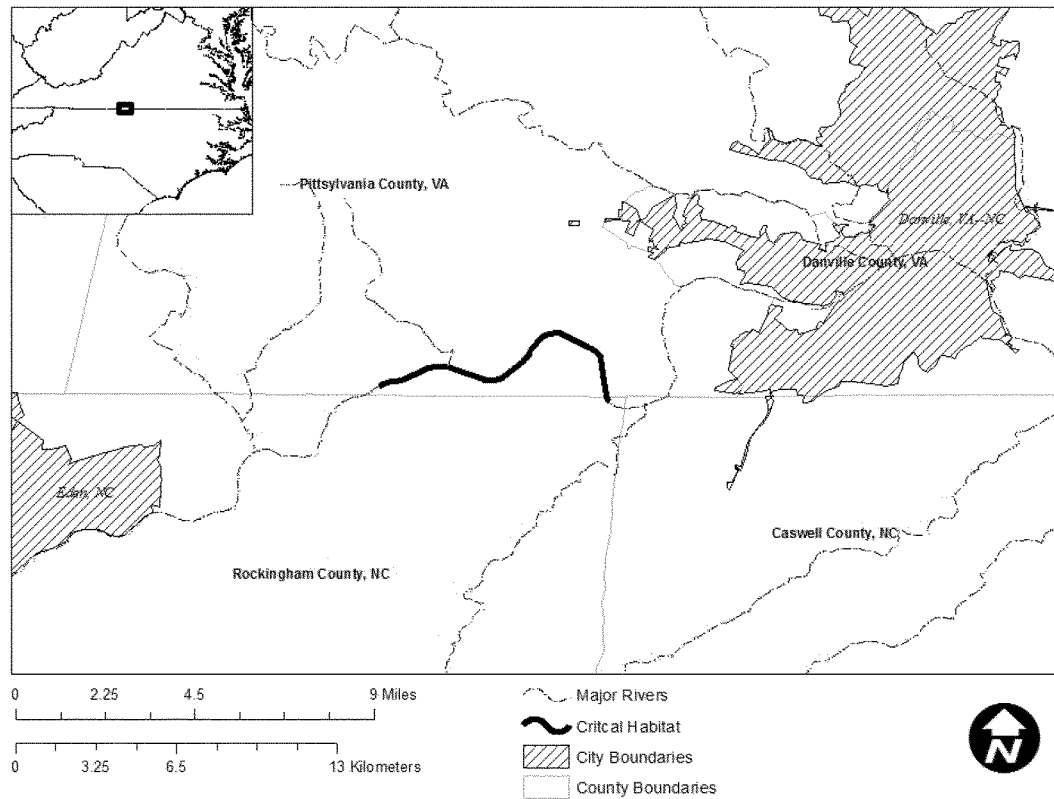 Pittsylvania County, VA
Danville, VA--NC
Danville County, VA
Eden, NC
Caswell County, NC
Rockingham County, NC
0 2.25 4.5 9 Miles
0 3.25 6.5 13 Kilometers
Major Rivers
Critcal Habitat
City Boundaries
County Boundaries
N